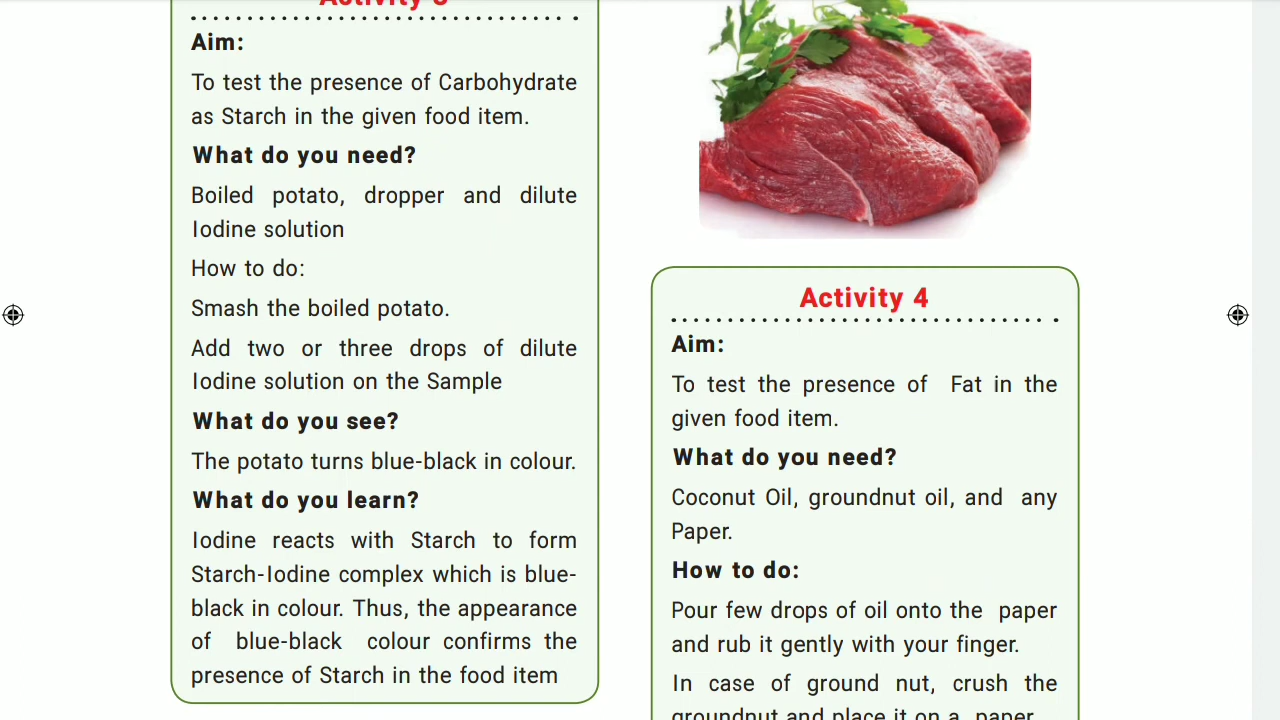 Activity
Aim:
To test the presence of Carbohydrate
as Starch in the given food item.
What do you need?
Boiled potato, dropper and dilute
Iodine solution
How to do:
Smash the boiled potato.
Add two or three drops of dilute
Iodine solution on the Sample
What do you see?
The potato turns blue-black in colour.
What do you learn?
Iodine reacts with Starch to form
Starch-Iodine complex which is blue-
black in colour. Thus, the appearance
of blue-black colour confirms the
presence of Starch in the food item
Activity 4
Aim:
To test the presence of Fat in the
given food item.
What do you need?
Coconut Oil, groundnut oil, and any
Paper.
How to do:
Pour few drops of oil onto the paper
and rub it gently with your finger.
In case of ground nut, crush the
groundnut and place it on a paper